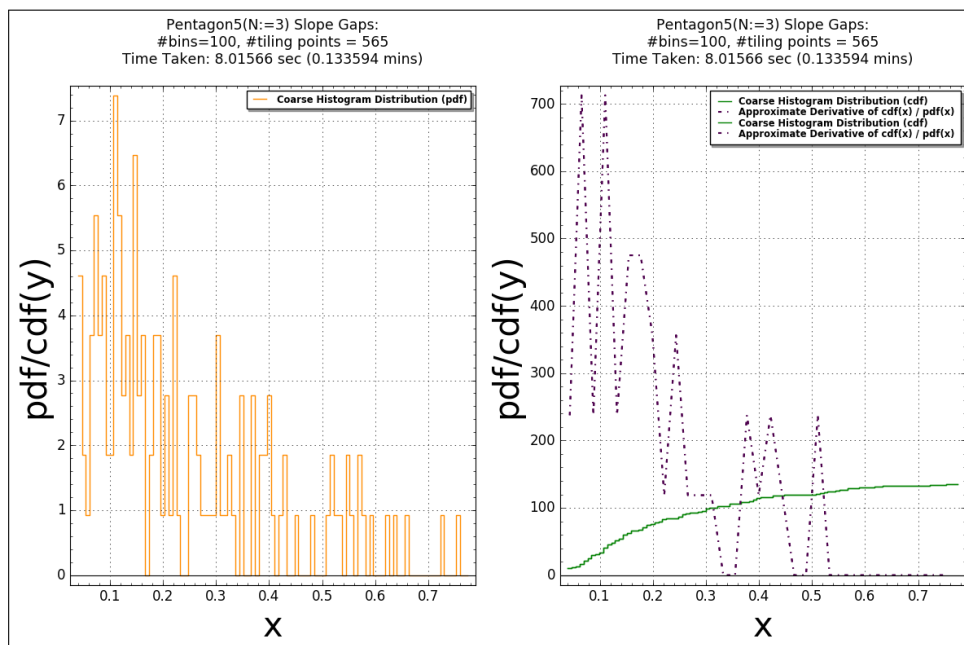 Pentagon5(N:=3) Slope Gaps:
#bins=100, #tiling points = 565
Time Taken: 8.01566 sec (0.133594 mins)
Coarse Histogram Distribution (pdf)
7
6
5
4
3
2
1
0
pdf/cdf(y)
0.1 0.2 0.3 0.4 0.5 0.6 0.7
x
Pentagon5(N:=3) Slope Gaps:
#bins=100, #tiling points = 565
Time Taken: 8.01566 sec (0.133594 mins)
Coarse Histogram Distribution (cdf)
Approximate Derivative of cdf(x) / pdf(x)
Coarse Histogram Distribution (cdf)
Approximate Derivative of cdf(x) / pdf(x)
700
600
500
400
300
200
100
0
pdf/cdf(y)
0.1 0.2 0.3 0.4 0.5 0.6 0.7
x